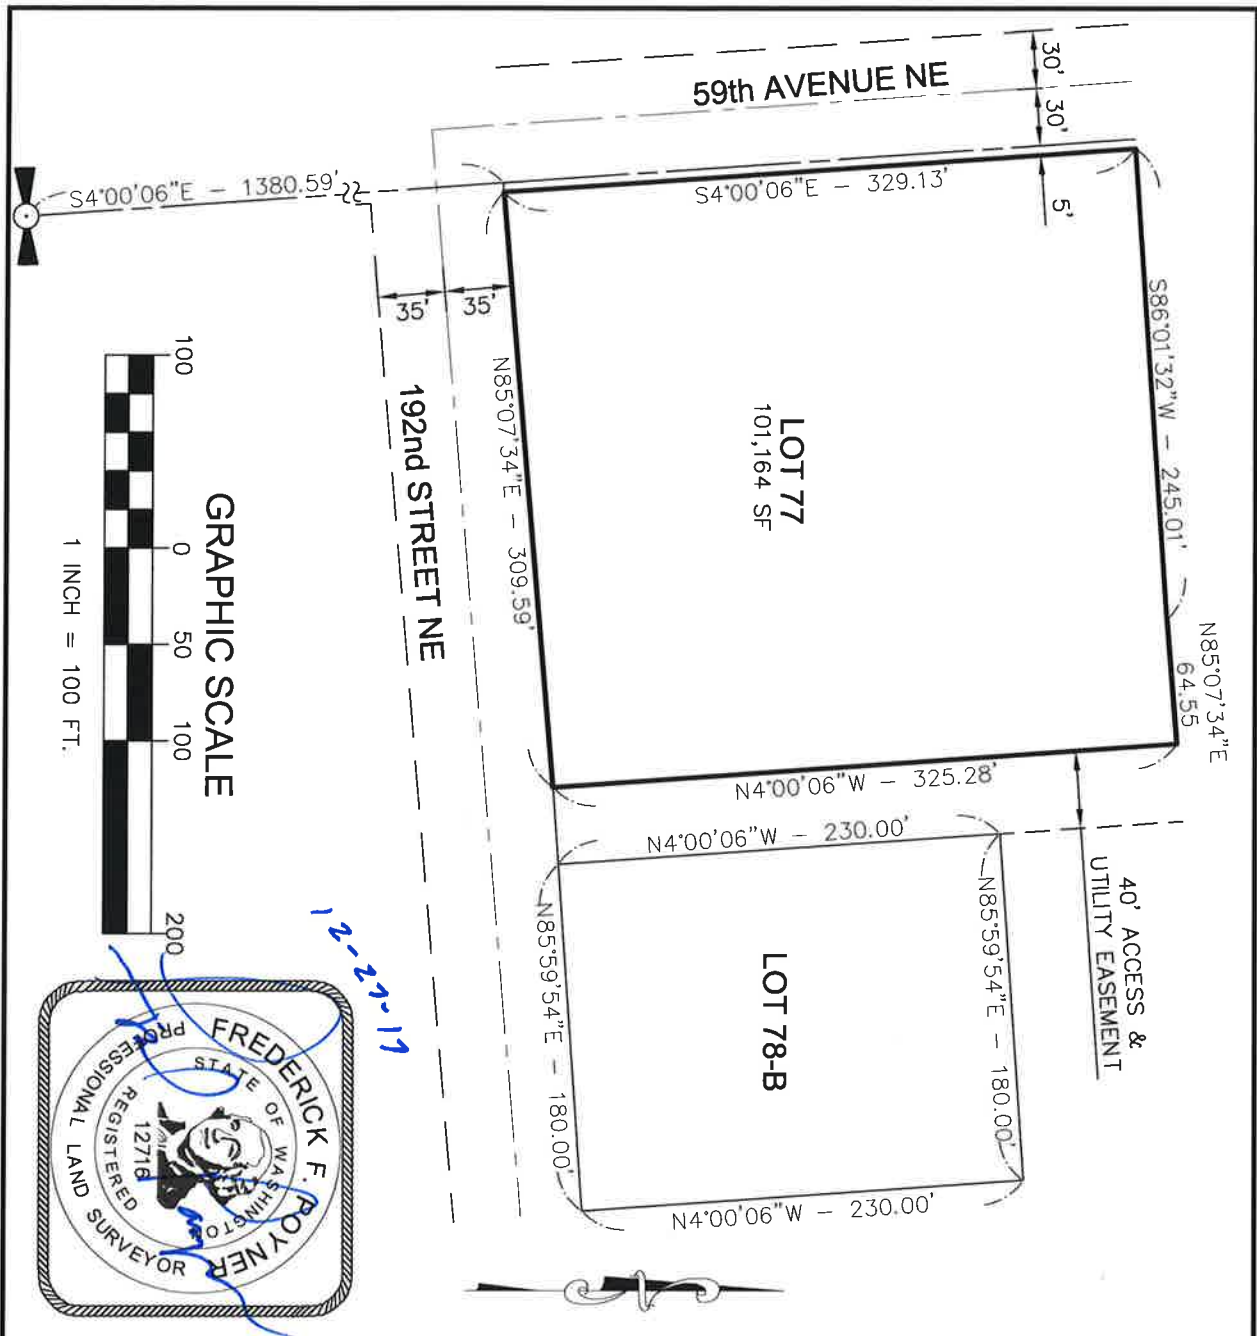 30'
30'
59th AVENUE NE
5'
S4°00'06"E - 329.13'
S4°00'06"E - 1380.59'
S86°01'32"W - 245.01'
N85°07'34"E
64.55
LOT 77
101,164 SF
N85°07'34"E - 309.59'
35'
35'
192nd STREET NE
N4°00'06"W - 325.28'
40' ACCESS &
UTILITY EASEMENT
N4°00'06"W - 230.00'
N85°59'54"E - 180.00'
LOT 78-B
N85°59'54"E - 180.00'
N4°00'06"W - 230.00'
GRAPHIC SCALE
100 0 50 100 200
1 INCH = 100 FT.
FREDERICK F. POYNER
STATE OF WASHINGTON
12716
REGISTERED
PROFESSIONAL LAND SURVEYOR